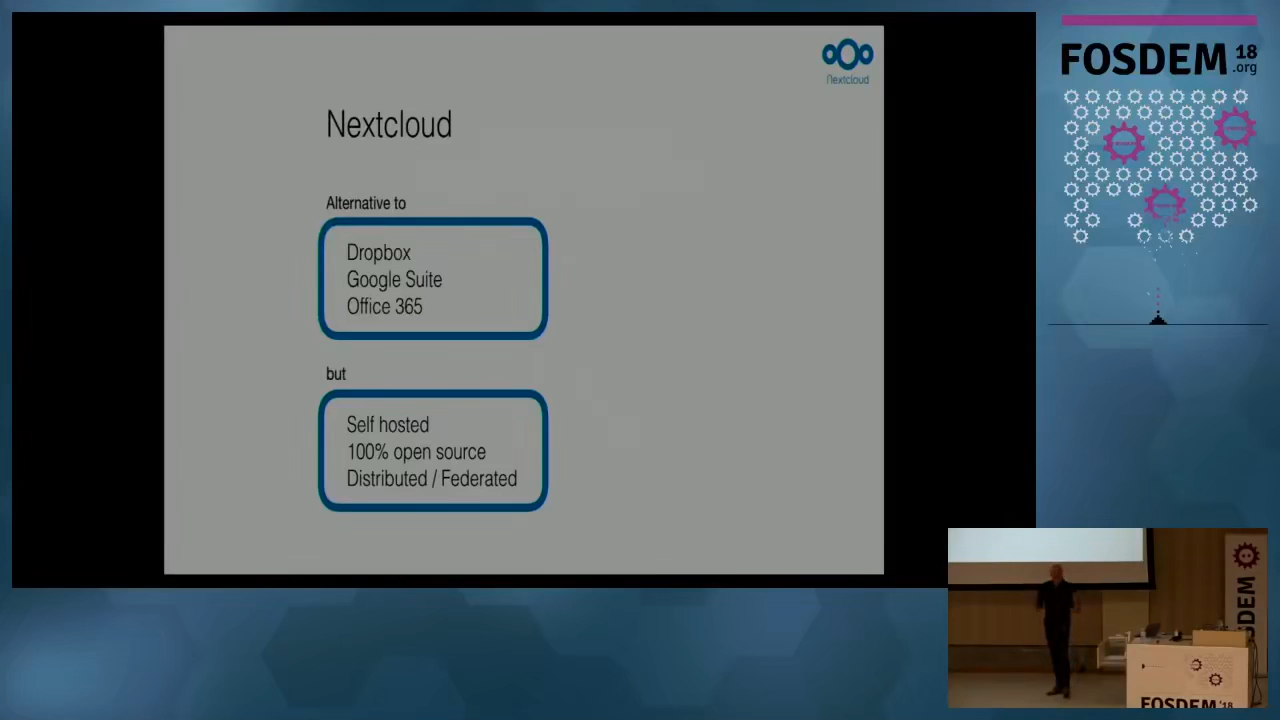 Nextcloud
Nextcloud
Alternative to
Dropbox
Google Suite
Office 365
but
Self hosted
100% open source
Distributed / Federated
FOSDEM 18
.org
FOSDEM
FOSDEM '18